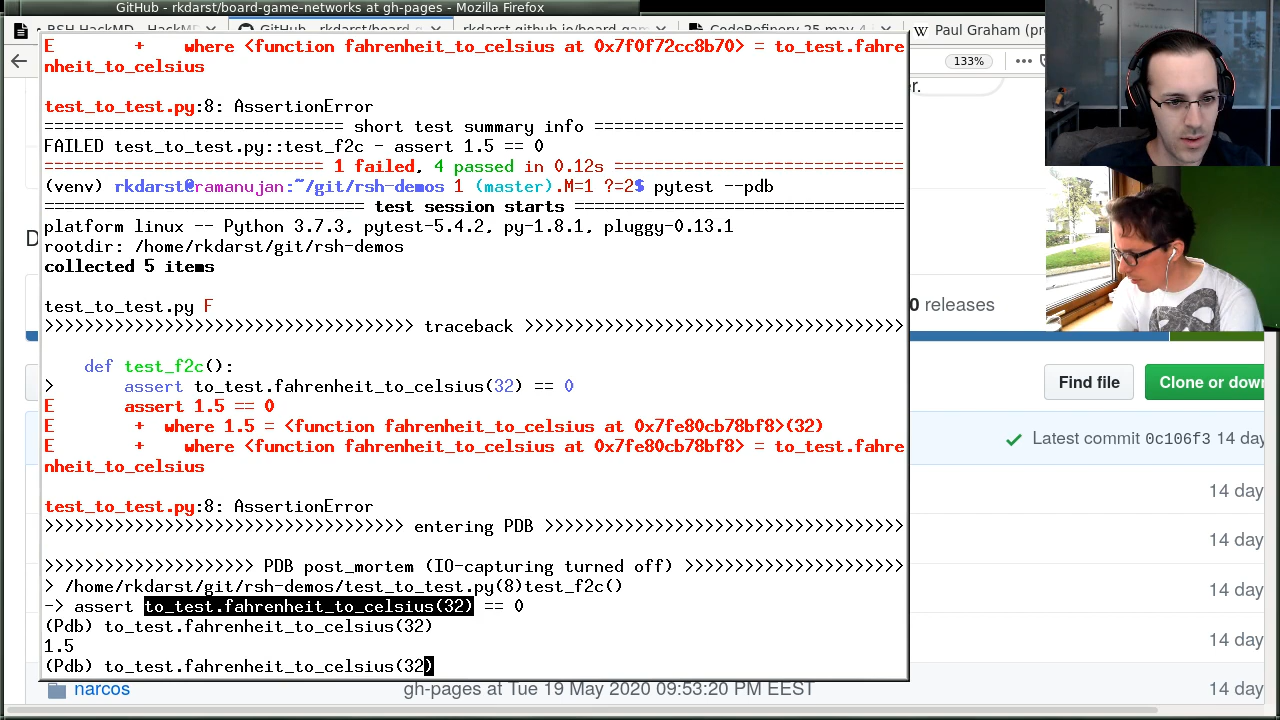 GitHub - rkdarst/board-game-networks at gh-pages - Mozilla Firefox
E       +    where <function fahrenheit_to_celsius at 0x7f0f72cc8b70> = to_test.fahre
nheit_to_celsius
133%
Paul Graham (pr
test_to_test.py:8: AssertionError
============================== short test summary info ===============================
FAILED test_to_test.py::test_f2c - assert 1.5 == 0
============================ 1 failed, 4 passed in 0.12s ==============================
(venv) rkdarst@ramanujan:~/git/rsh-demos 1 (master).M=1 ?=2$ pytest --pdb
================================ test session starts =================================
platform linux -- Python 3.7.3, pytest-5.4.2, py-1.8.1, pluggy-0.13.1
rootdir: /home/rkdarst/git/rsh-demos
collected 5 items
test_to_test.py F
0 releases
>>>>>>>>>>>>>>>>>>>>>>>>>>>>>>>>>>>>> traceback >>>>>>>>>>>>>>>>>>>>>>>>>>>>>>>>>>>>>>
def test_f2c():
>       assert to_test.fahrenheit_to_celsius(32) == 0
Find file
Clone or down
E       assert 1.5 == 0
E        +  where 1.5 = <function fahrenheit_to_celsius at 0x7fe80cb78bf8>(32)
E        +    where <function fahrenheit_to_celsius at 0x7fe80cb78bf8> = to_test.fahre
nheit_to_celsius
Latest commit 0c106f3 14 day
14 day
test_to_test.py:8: AssertionError
>>>>>>>>>>>>>>>>>>>>>>>>>>>>>>>>>>>> entering PDB >>>>>>>>>>>>>>>>>>>>>>>>>>>>>>>>>>>>>
14 day
>>>>>>>>>>>>>>>>>>>>> PDB post_mortem (IO-capturing turned off) >>>>>>>>>>>>>>>>>>>>>>
> /home/rkdarst/git/rsh-demos/test_to_test.py(8)test_f2c()
14 day
-> assert to_test.fahrenheit_to_celsius(32) == 0
(Pdb) to_test.fahrenheit_to_celsius(32)
14 day
1.5
(Pdb) to_test.fahrenheit_to_celsius(32)
narcos
gh-pages at Tue 19 May 2020 09:53:20 PM EEST
14 day